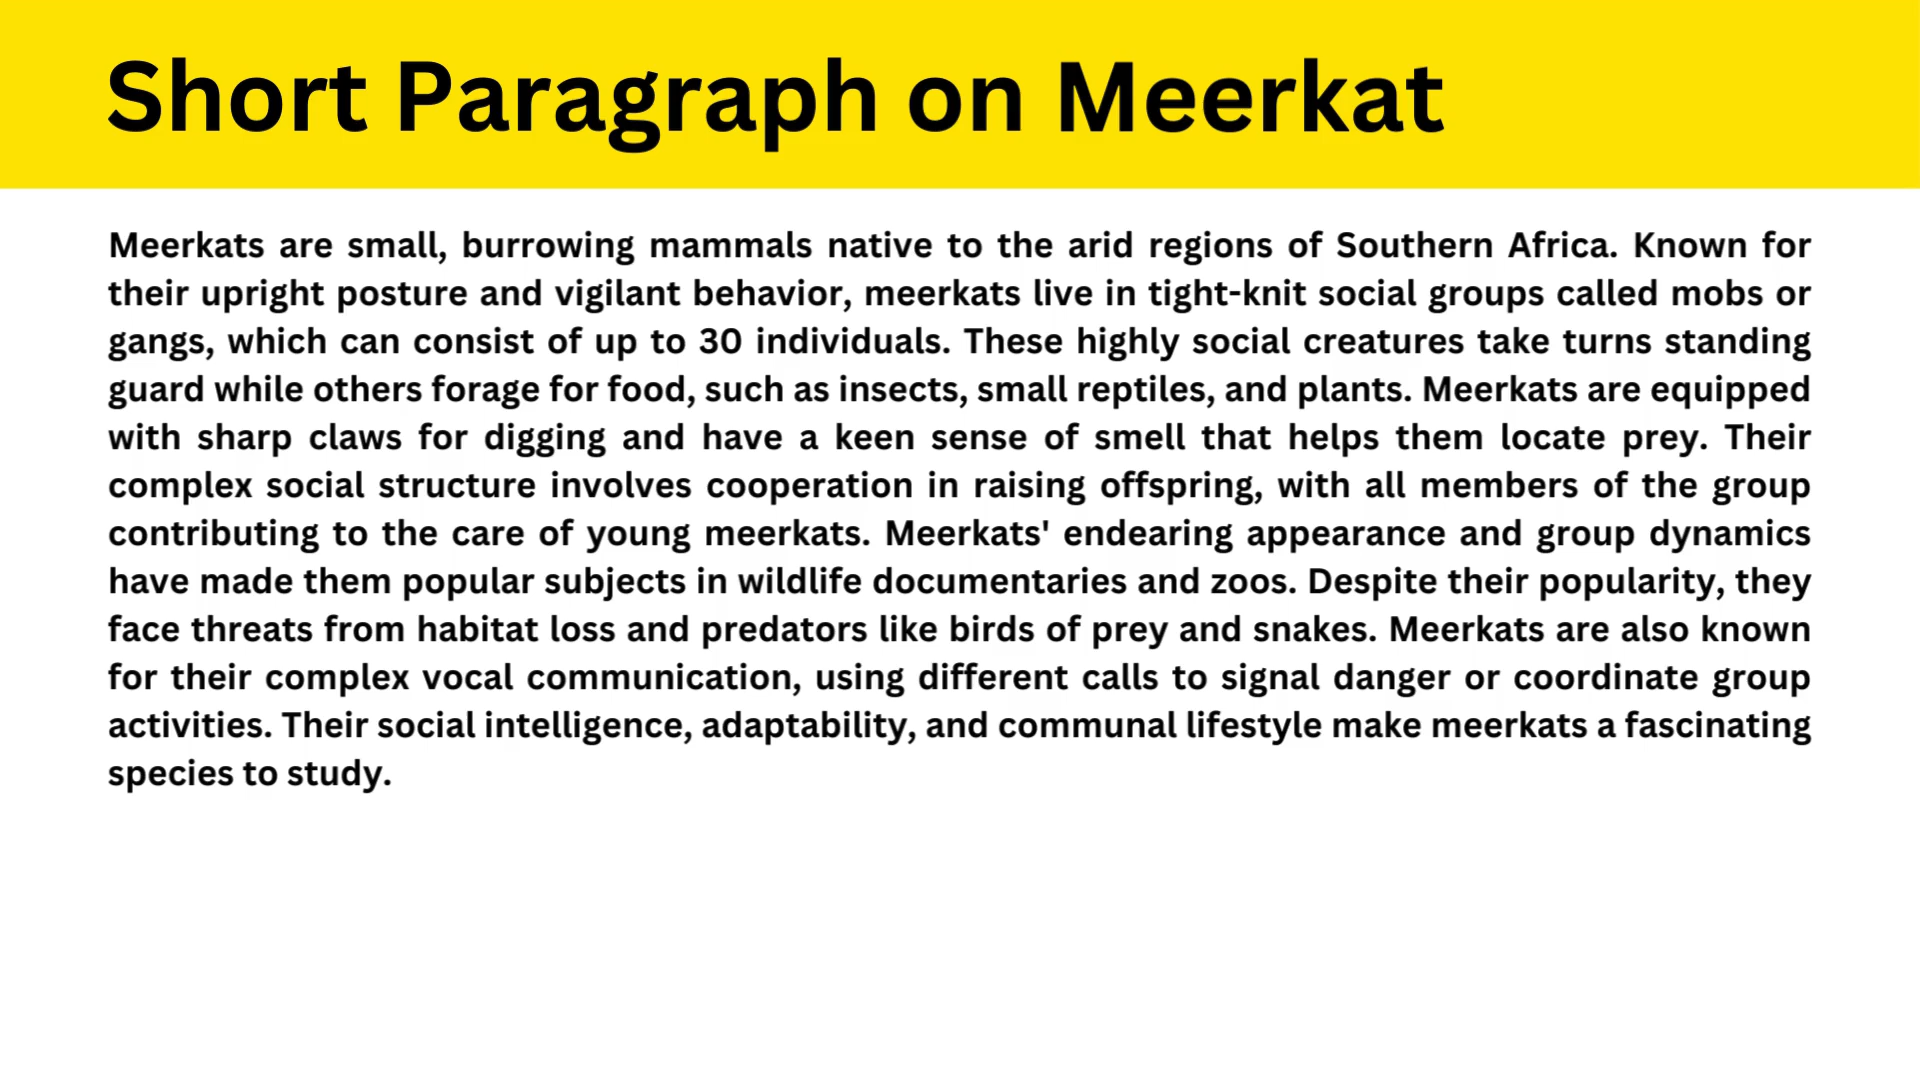 Short Paragraph on Meerkat
Meerkats are small, burrowing mammals native to the arid regions of Southern Africa. Known for
their upright posture and vigilant behavior, meerkats live in tight-knit social groups called mobs or
gangs, which can consist of up to 30 individuals. These highly social creatures take turns standing
guard while others forage for food, such as insects, small reptiles, and plants. Meerkats are equipped
with sharp claws for digging and have a keen sense of smell that helps them locate prey. Their
complex social structure involves cooperation in raising offspring, with all members of the group
contributing to the care of young meerkats. Meerkats' endearing appearance and group dynamics
have made them popular subjects in wildlife documentaries and zoos. Despite their popularity, they
face threats from habitat loss and predators like birds of prey and snakes. Meerkats are also known
for their complex vocal communication, using different calls to signal danger or coordinate group
activities. Their social intelligence, adaptability, and communal lifestyle make meerkats a fascinating
species to study.